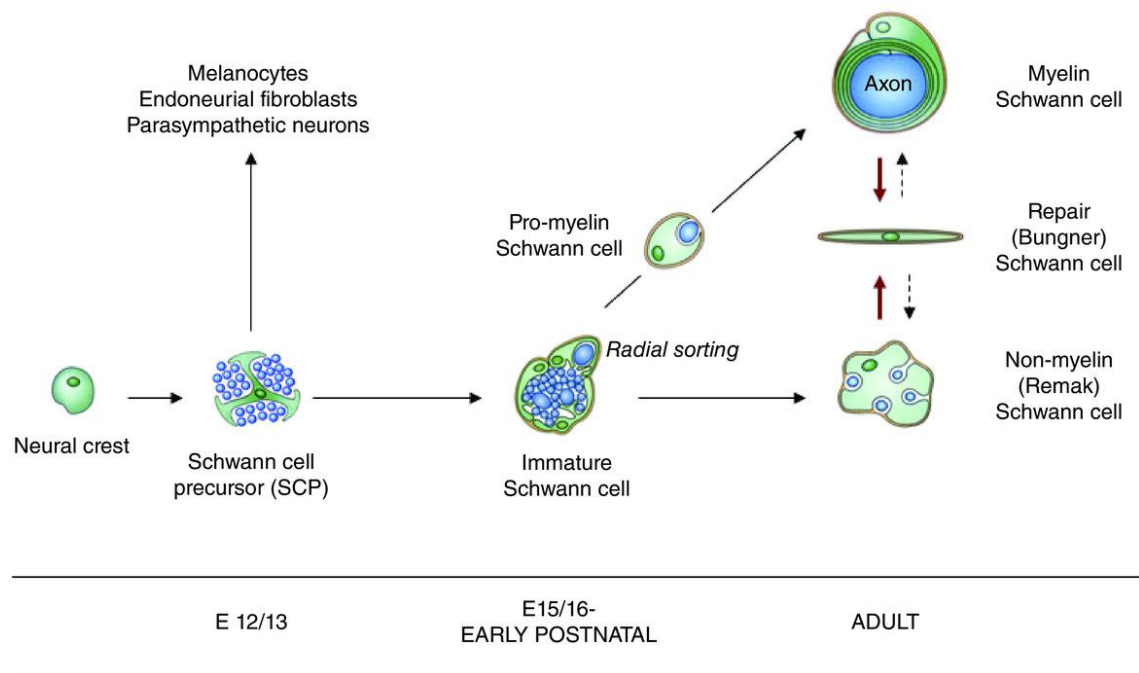 Melanocytes
Endoneurial fibroblasts
Parasympathetic neurons
Axon
Myelin
Schwann cell
Pro-myelin
Schwann cell
Repair
(Bungner)
Schwann cell
Radial sorting
Non-myelin
(Remak)
Schwann cell
Neural crest
Schwann cell
precursor (SCP)
Immature
Schwann cell
E 12/13
E15/16-
EARLY POSTNATAL
ADULT